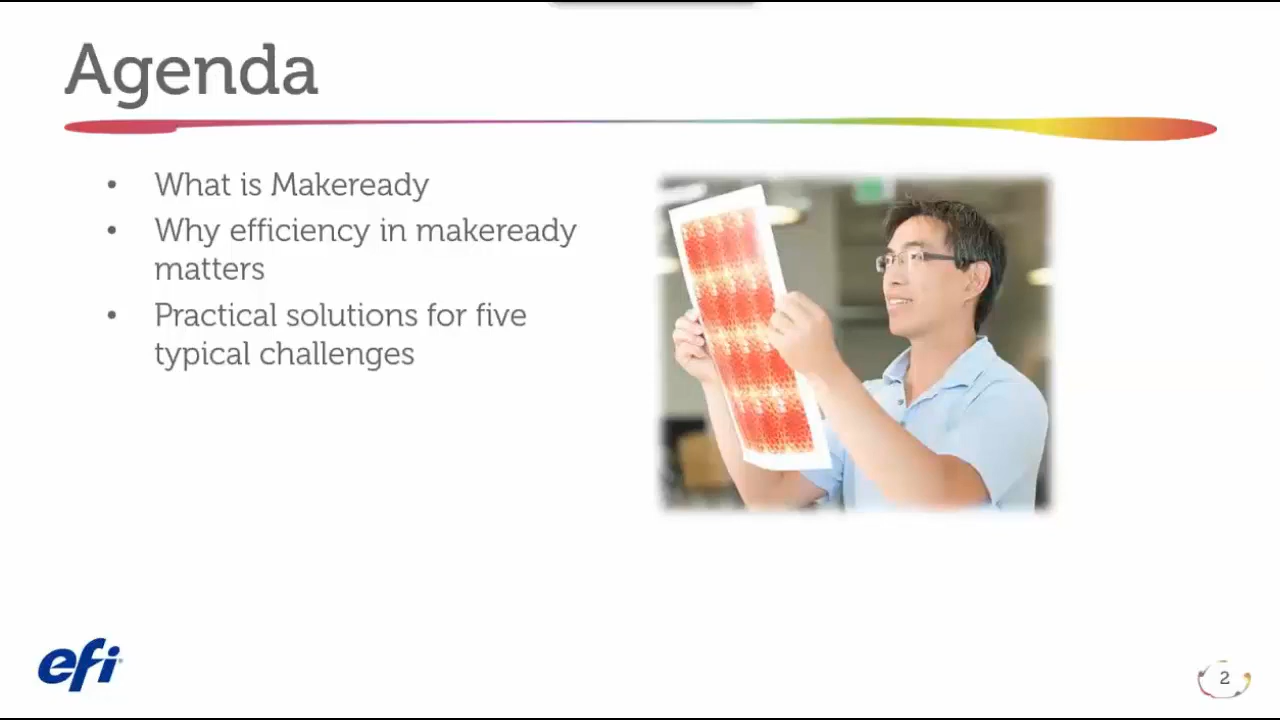 Agenda
• What is Makeready
• Why efficiency in makeready
matters
• Practical solutions for five
typical challenges
efi
2